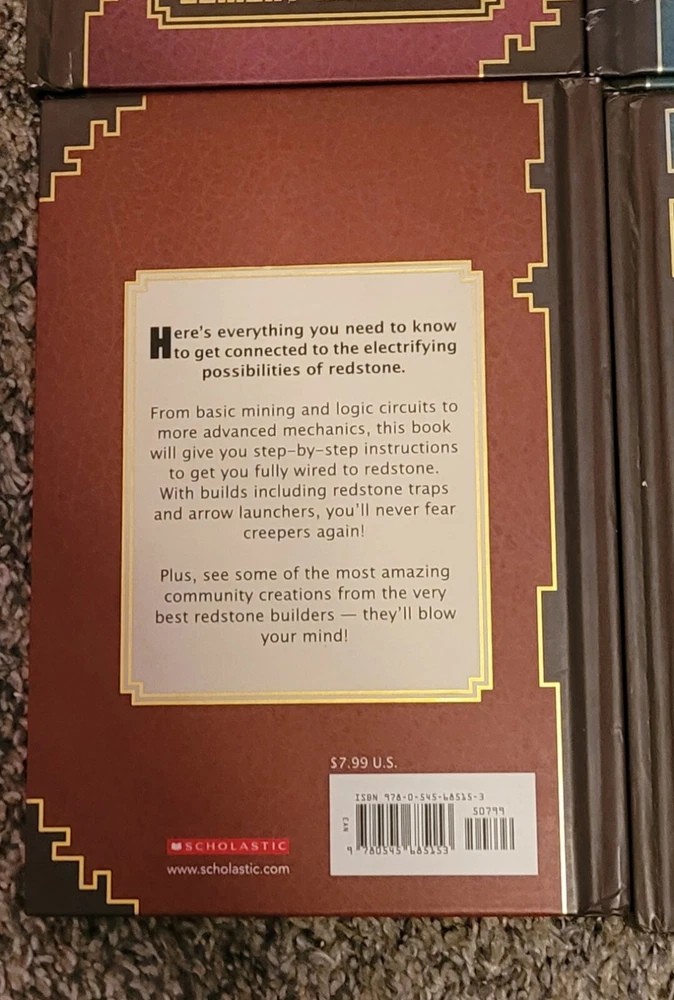 Here's everything you need to know
to get connected to the electrifying
possibilities of redstone.
From basic mining and logic circuits to
more advanced mechanics, this book
will give you step-by-step instructions
to get you fully wired to redstone.
With builds including redstone traps
and arrow launchers, you'll never fear
creepers again!
Plus, see some of the most amazing
community creations from the very
best redstone builders — they'll blow
your mind!
$7.99 U.S.
ISBN 978-0-545-68515-3
50799
EAN
9 780545 685153
SCHOLASTIC
www.scholastic.com